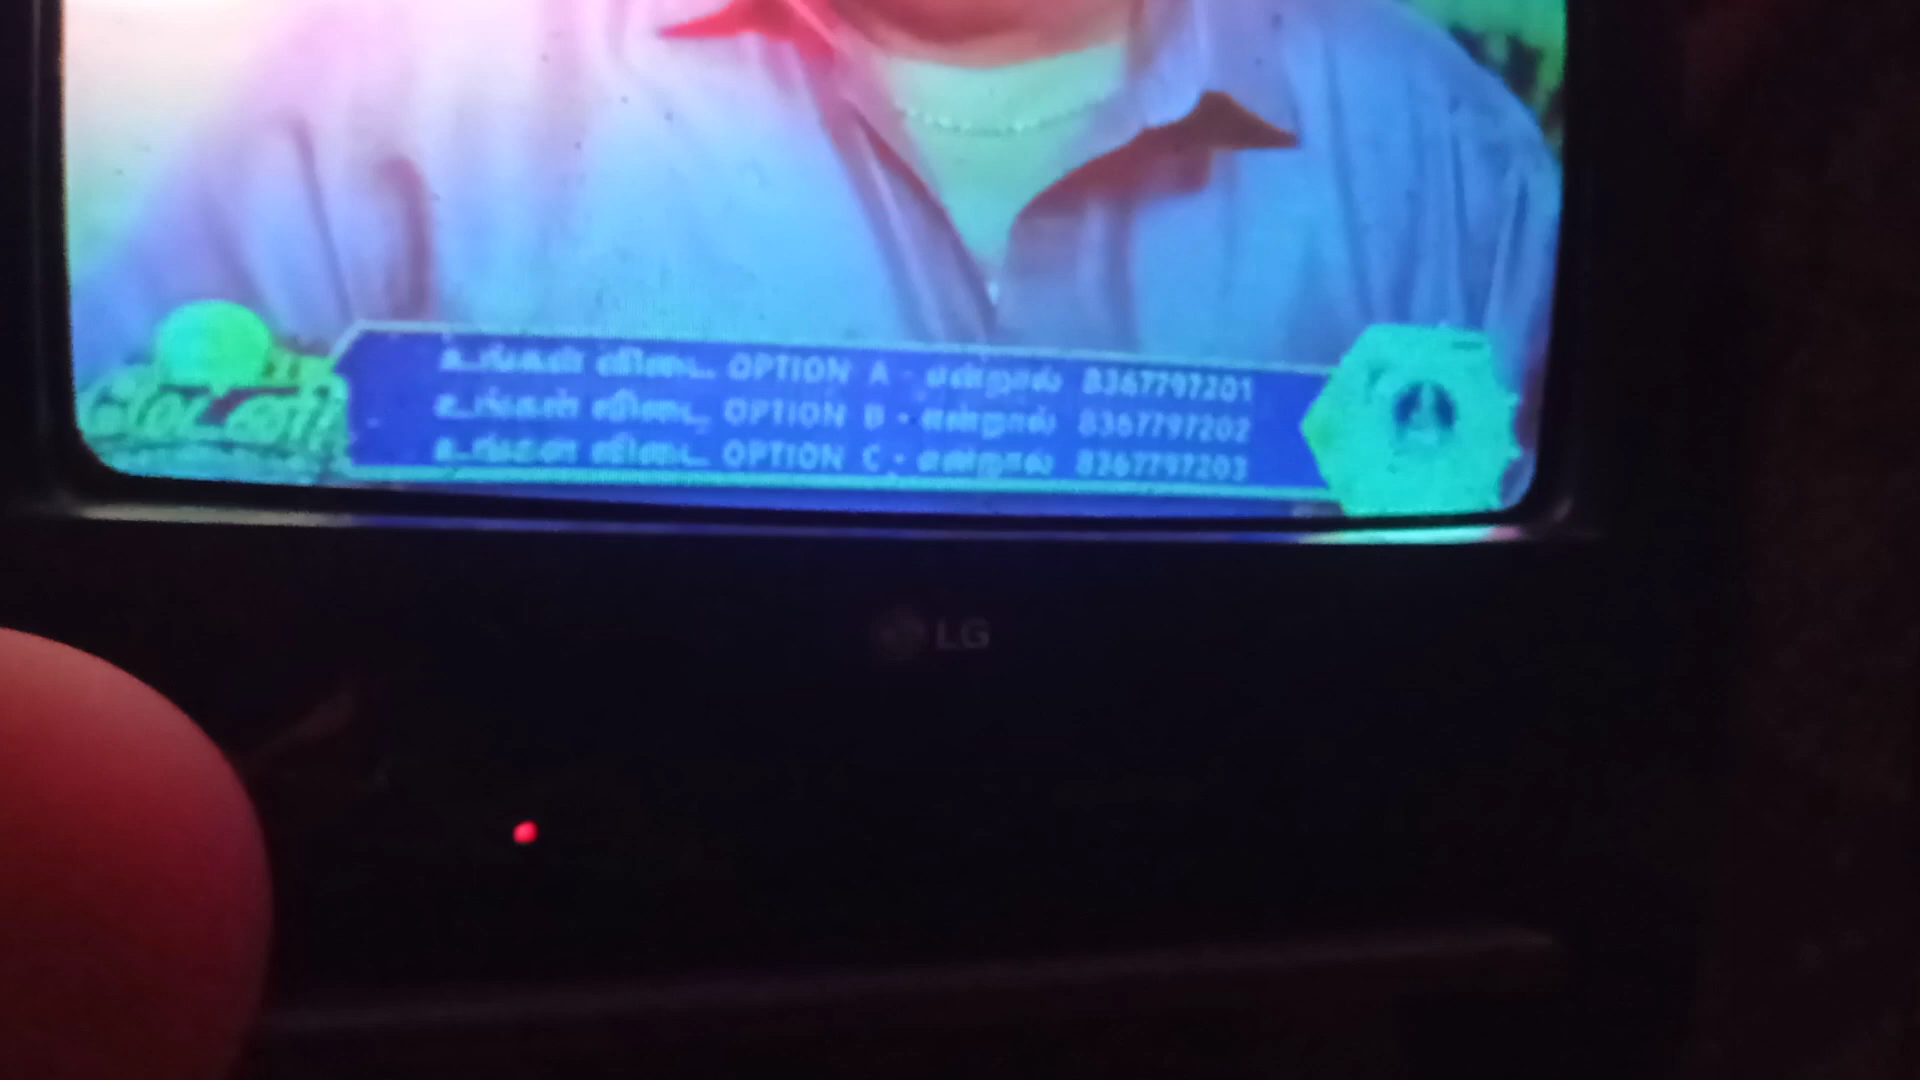 உங்கள் விடை OPTION A - என்றால் 8367797201
உங்கள் விடை OPTION B - என்றால் 8367797202
உங்கள் விடை OPTION C - என்றால் 8367797203
LG